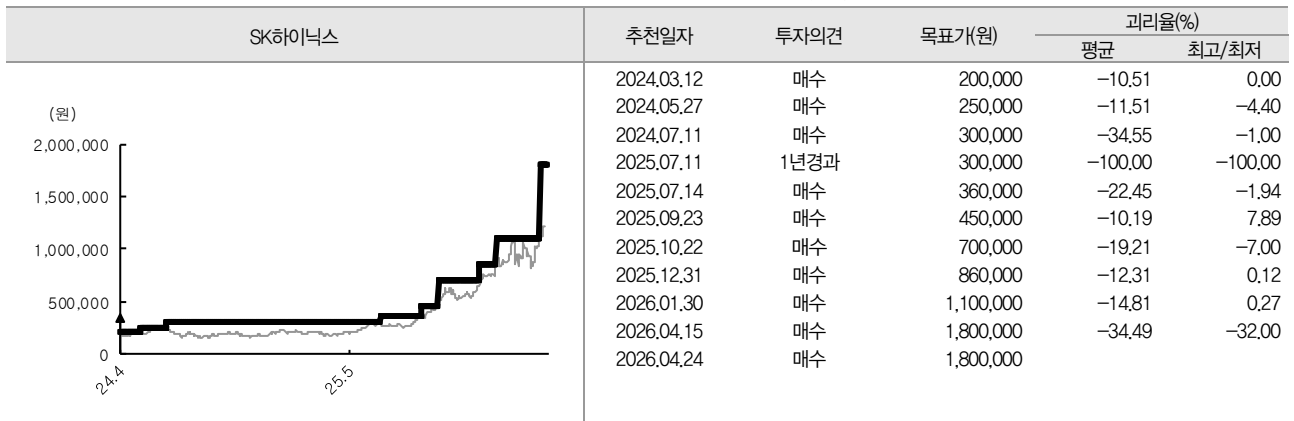 SK하이닉스
(원)
2,000,000
1,500,000
1,000,000
500,000
0
24.4
25.5
추천일자 투자의견 목표가(원) 괴리율(%)
평균 최고/최저
2024.03.12 매수 200,000 -10.51 0.00
2024.05.27 매수 250,000 -11.51 -4.40
2024.07.11 매수 300,000 -34.55 -1.00
2025.07.11 1년경과 300,000 -100.00 -100.00
2025.07.14 매수 360,000 -22.45 -1.94
2025.09.23 매수 450,000 -10.19 7.89
2025.10.22 매수 700,000 -19.21 -7.00
2025.12.31 매수 860,000 -12.31 0.12
2026.01.30 매수 1,100,000 -14.81 0.27
2026.04.15 매수 1,800,000 -34.49 -32.00
2026.04.24 매수 1,800,000